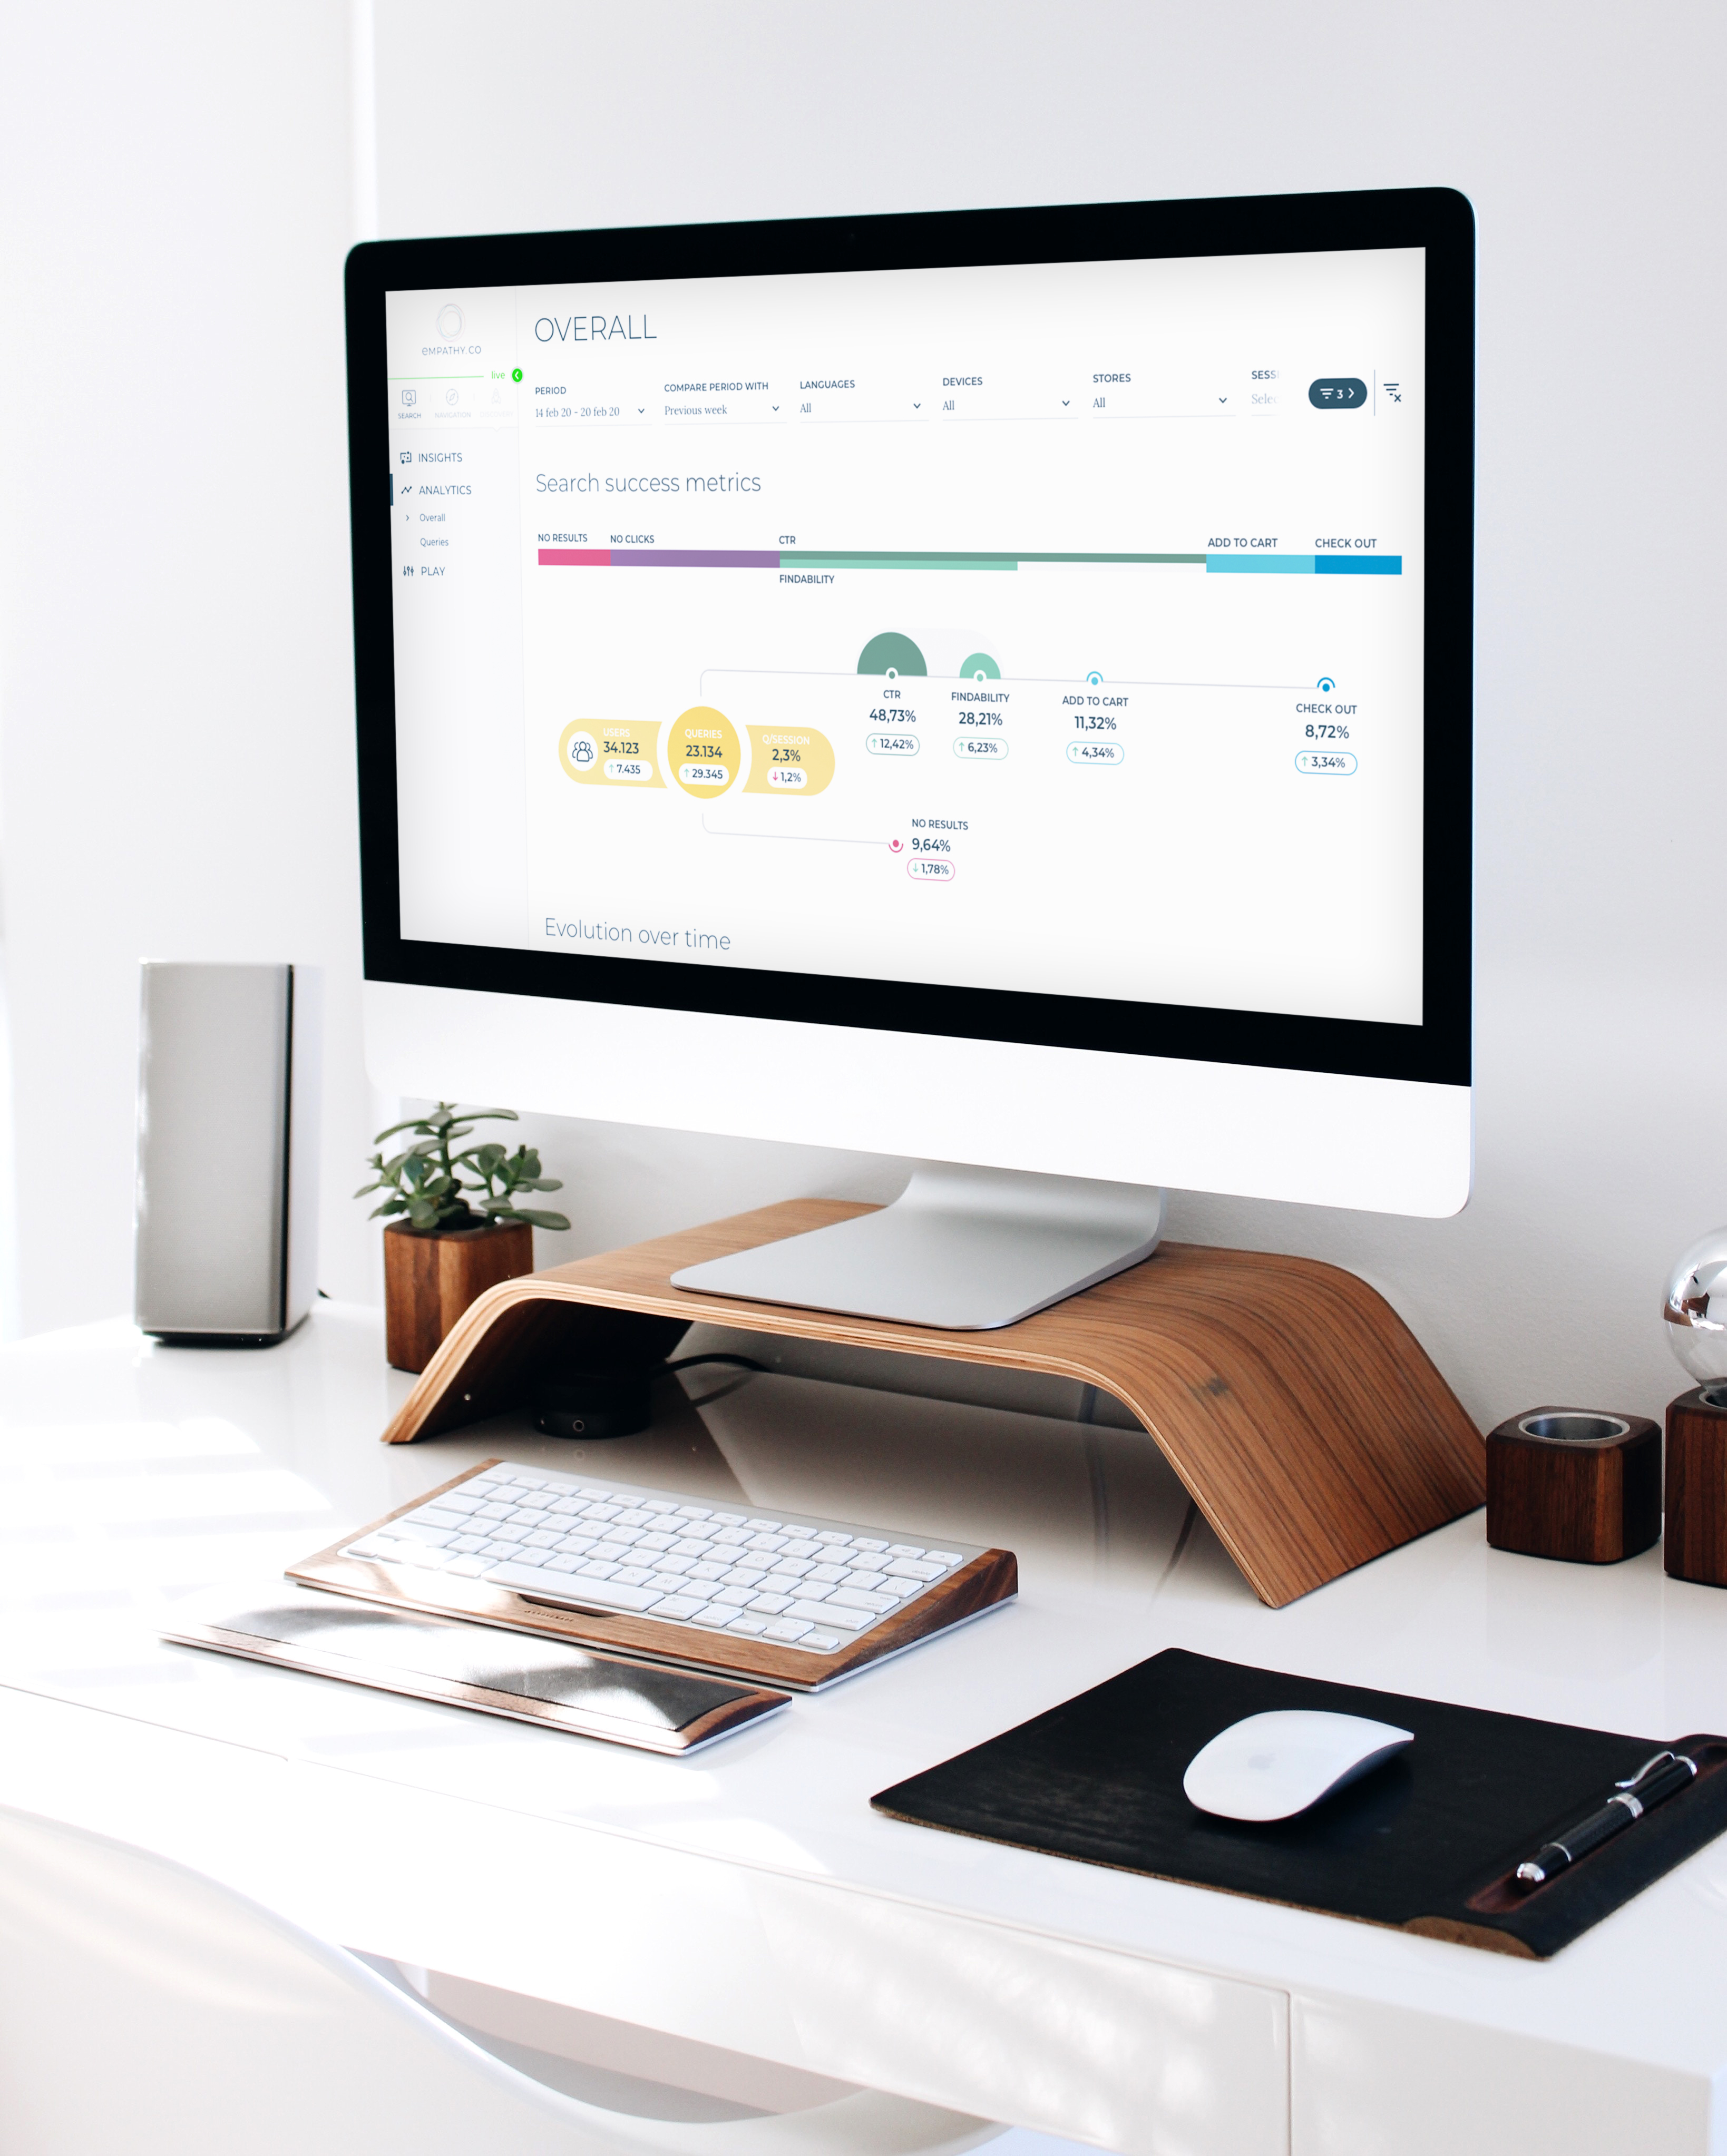 OVERALL
empathy.co
live
SEARCH
NAVIGATION
INSIGHTS
ANALYTICS
Overall
Queries
PLAY
PERIOD
14 feb 20 - 20 feb 20
COMPARE PERIOD WITH
Previous week
LANGUAGES
All
DEVICES
All
STORES
All
SESSI
Selec
3
Search success metrics
NO RESULTS
NO CLICKS
CTR
ADD TO CART
CHECK OUT
FINDABILITY
USERS
34.123
↑ 7.435
QUERIES
23.134
↑ 29.345
Q/SESSION
2,3%
↓ 1,2%
CTR
48,73%
↑ 12,42%
FINDABILITY
28,21%
↑ 6,23%
ADD TO CART
11,32%
↑ 4,34%
CHECK OUT
8,72%
↑ 3,34%
NO RESULTS
9,64%
↓ 1,78%
Evolution over time